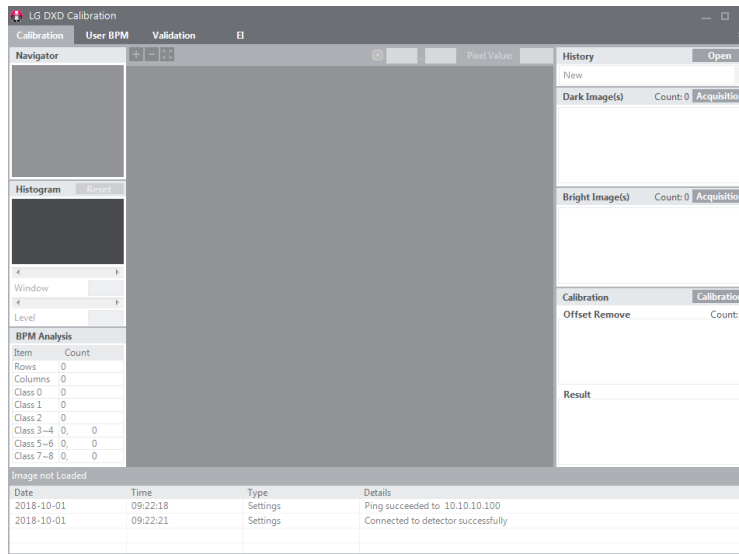 LG DXD Calibration
Calibration User BPM Validation EI
Navigator
Pixel Value:
Histogram Reset
Window
Level
BPM Analysis
Item Count
Rows 0
Columns 0
Class 0 0
Class 1 0
Class 2 0
Class 3~4 0, 0
Class 5~6 0, 0
Class 7~8 0, 0
History Open
New
Dark Image(s) Count: 0 Acquisitio
Bright Image(s) Count: 0 Acquisitio
Calibration Calibration
Offset Remove Count:
Result
Image not Loaded
Date Time Type Details
2018-10-01 09:22:18 Settings Ping succeeded to 10.10.10.100
2018-10-01 09:22:21 Settings Connected to detector successfully